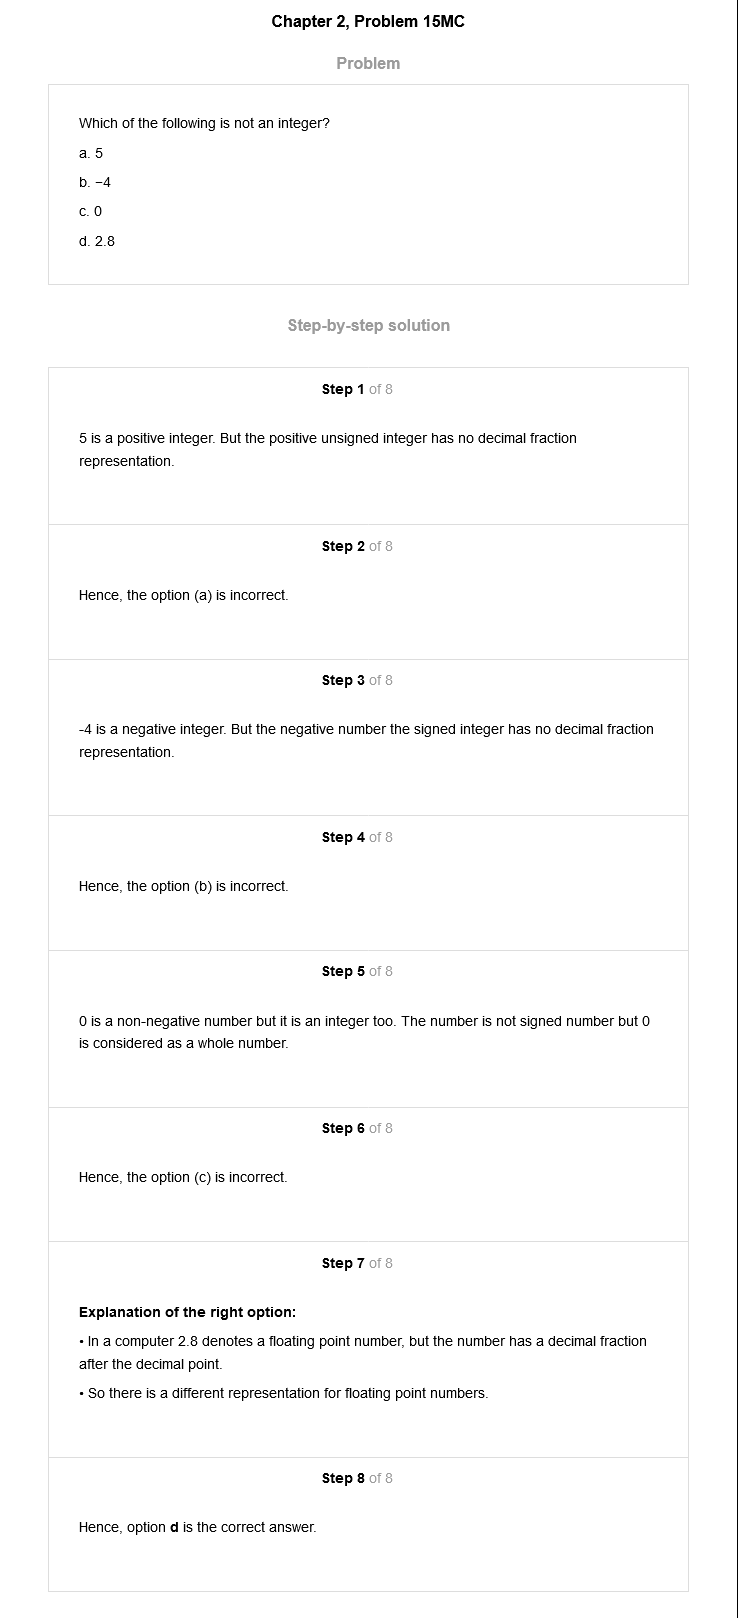 Chapter 2, Problem 15MC
Problem
Which of the following is not an integer?
a. 5
b. −4
c. 0
d. 2.8
Step-by-step solution
Step 1 of 8
5 is a positive integer. But the positive unsigned integer has no decimal fraction
representation.
Step 2 of 8
Hence, the option (a) is incorrect.
Step 3 of 8
-4 is a negative integer. But the negative number the signed integer has no decimal fraction
representation.
Step 4 of 8
Hence, the option (b) is incorrect.
Step 5 of 8
0 is a non-negative number but it is an integer too. The number is not signed number but 0
is considered as a whole number.
Step 6 of 8
Hence, the option (c) is incorrect.
Step 7 of 8
Explanation of the right option:
• In a computer 2.8 denotes a floating point number, but the number has a decimal fraction
after the decimal point.
• So there is a different representation for floating point numbers.
Step 8 of 8
Hence, option d is the correct answer.